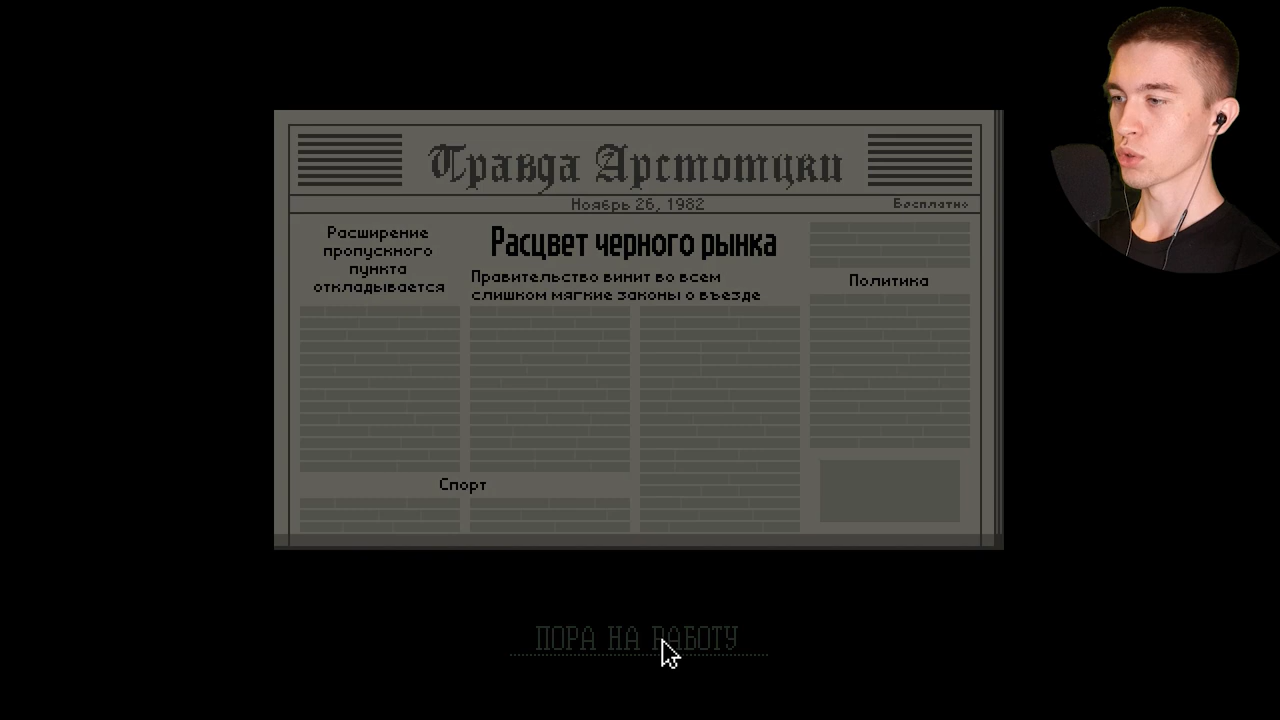 Правда Арстотцки
Ноябрь 26, 1982
Бесплатно
Расширение
пропускного
пункта
откладывается
Расцвет черного рынка
Правительство винит во всем
слишком мягкие законы о въезде
Политика
Спорт
ПОРА НА РАБОТУ